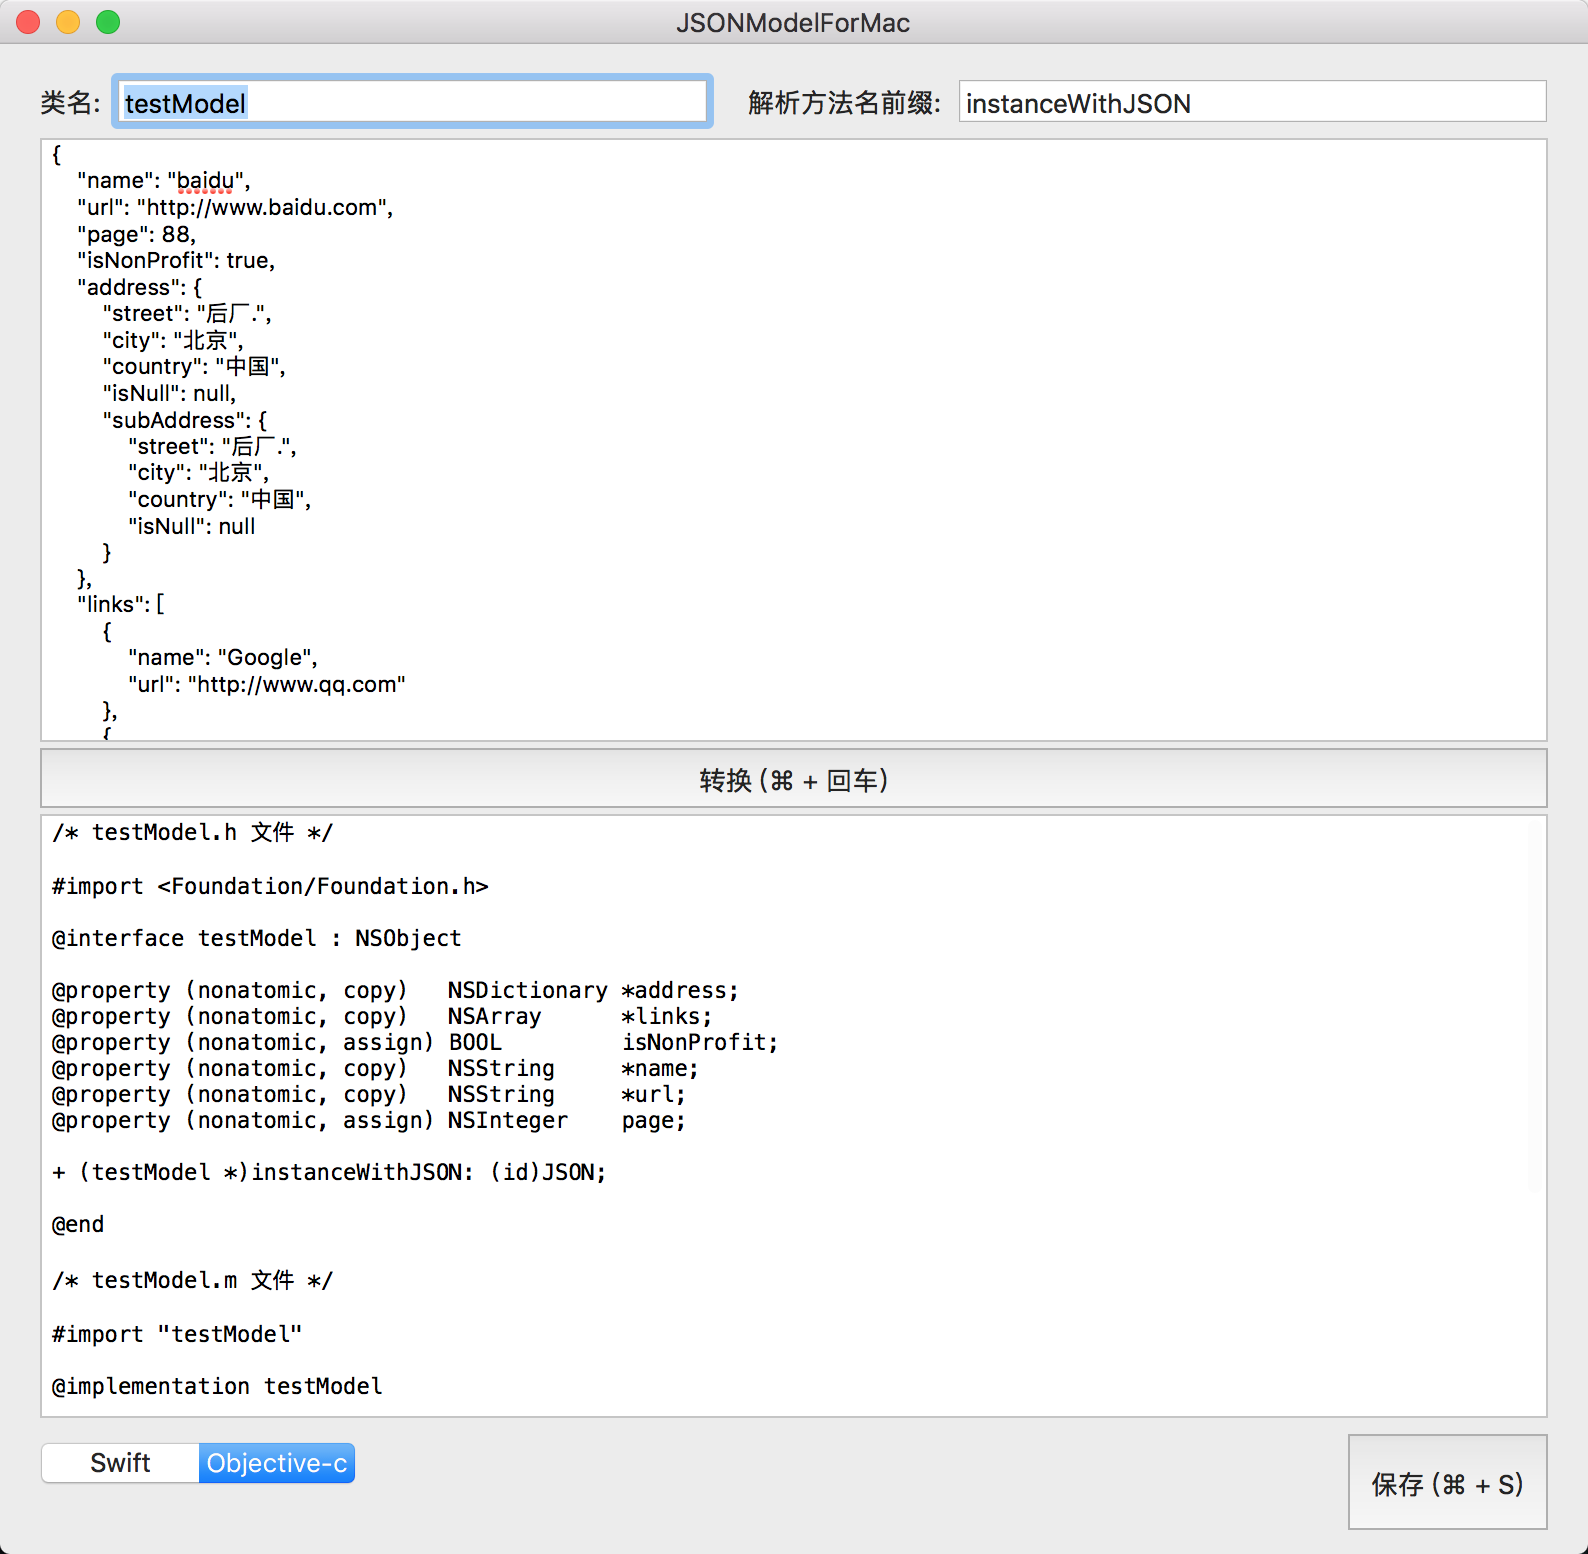 JSONModelForMac
类名: testModel 解析方法名前缀: instanceWithJSON
{
"name": "baidu",
"url": "http://www.baidu.com",
"page": 88,
"isNonProfit": true,
"address": {
"street": "后厂.",
"city": "北京",
"country": "中国",
"isNull": null,
"subAddress": {
"street": "后厂.",
"city": "北京",
"country": "中国",
"isNull": null
}
},
"links": [
{
"name": "Google",
"url": "http://www.qq.com"
},
{
转换 (⌘ + 回车)
/* testModel.h 文件 */
#import <Foundation/Foundation.h>
@interface testModel : NSObject
@property (nonatomic, copy)   NSDictionary *address;
@property (nonatomic, copy)   NSArray      *links;
@property (nonatomic, assign) BOOL         isNonProfit;
@property (nonatomic, copy)   NSString     *name;
@property (nonatomic, copy)   NSString     *url;
@property (nonatomic, assign) NSInteger    page;
+ (testModel *)instanceWithJSON: (id)JSON;
@end
/* testModel.m 文件 */
#import "testModel"
@implementation testModel
Swift Objective-c
保存 (⌘ + S)